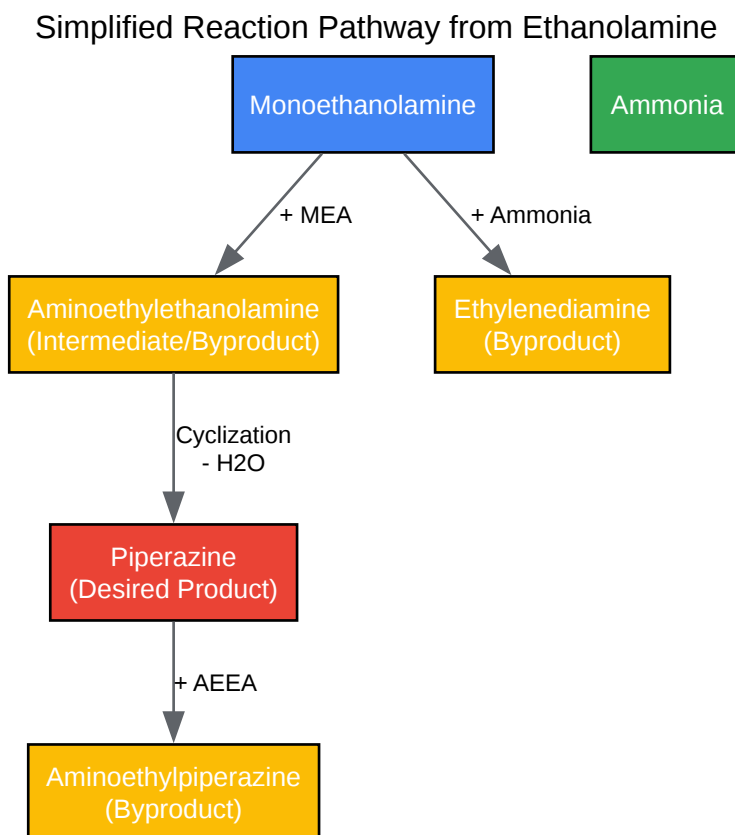 Simplified Reaction Pathway from Ethanolamine
Monoethanolamine
Ammonia
+ MEA
+ Ammonia
Aminoethylethanolamine
(Intermediate/Byproduct)
Ethylenediamine
(Byproduct)
Cyclization
- H2O
Piperazine
(Desired Product)
+ AEEA
Aminoethylpiperazine
(Byproduct)